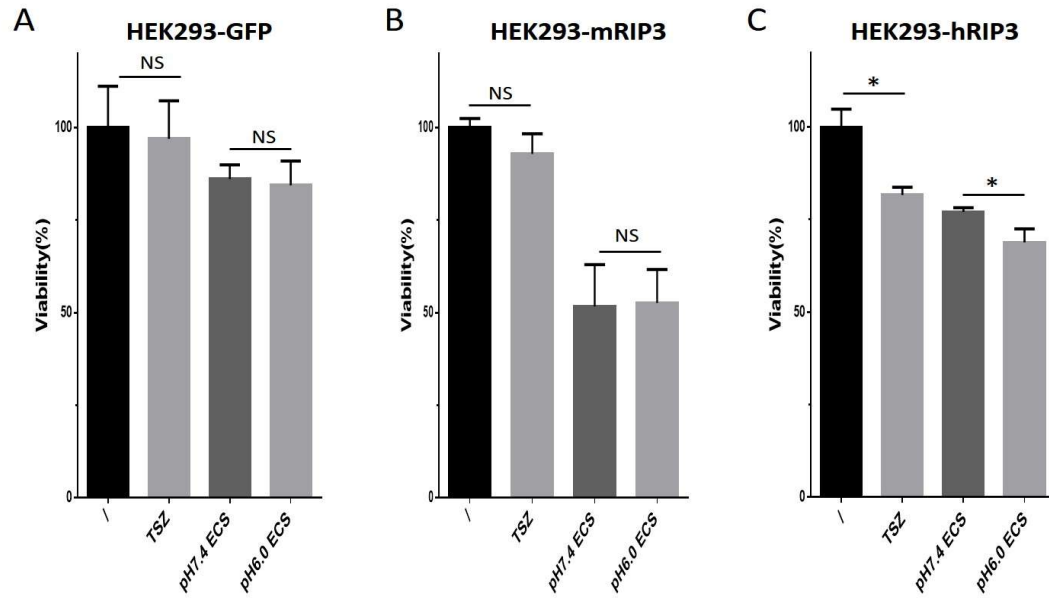 A
HEK293-GFP
NS
NS
100
50
0
Viability(%)
/
TSZ
pH7.4 ECS
pH6.0 ECS
B
HEK293-mRIP3
NS
NS
100
50
0
Viability(%)
/
TSZ
pH7.4 ECS
pH6.0 ECS
C
HEK293-hRIP3
*
*
100
50
0
Viability(%)
/
TSZ
pH7.4 ECS
pH6.0 ECS